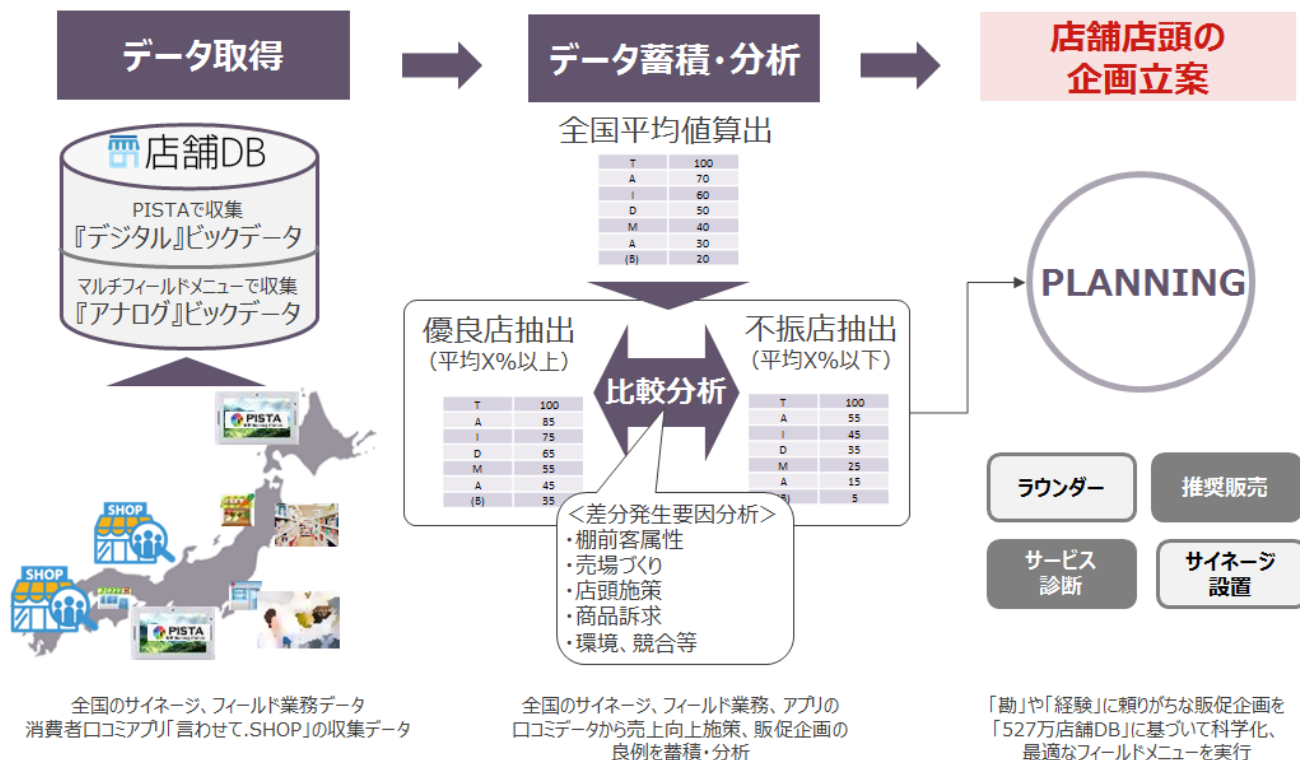 データ取得
店舗DB
PISTAで収集
『デジタル』ビックデータ
マルチフィールドメニューで収集
『アナログ』ビックデータ
PISTA
SHOP
SHOP
PISTA
全国のサイネージ、フィールド業務データ
消費者口コミアプリ「言わせて.SHOP」の収集データ
データ蓄積・分析
全国平均値算出
T 100
A 70
I 60
D 50
M 40
A 30
(B) 20
優良店抽出
(平均X%以上)
T 100
A 85
I 75
D 65
M 55
A 45
(B) 35
比較分析
不振店抽出
(平均X%以下)
T 100
A 55
I 45
D 35
M 25
A 15
5
＜差分発生要因分析＞
・棚前客属性
・売場づくり
・店頭施策
・商品訴求
・環境、競合等
全国のサイネージ、フィールド業務、アプリの
口コミデータから売上向上施策、販促企画の
良例を蓄積・分析
店舗店頭の
企画立案
PLANNING
ラウンダー
推奨販売
サービス
診断
サイネージ
設置
「勘」や「経験」に頼りがちな販促企画を
「527万店舗DB」に基づいて科学化、
最適なフィールドメニューを実行